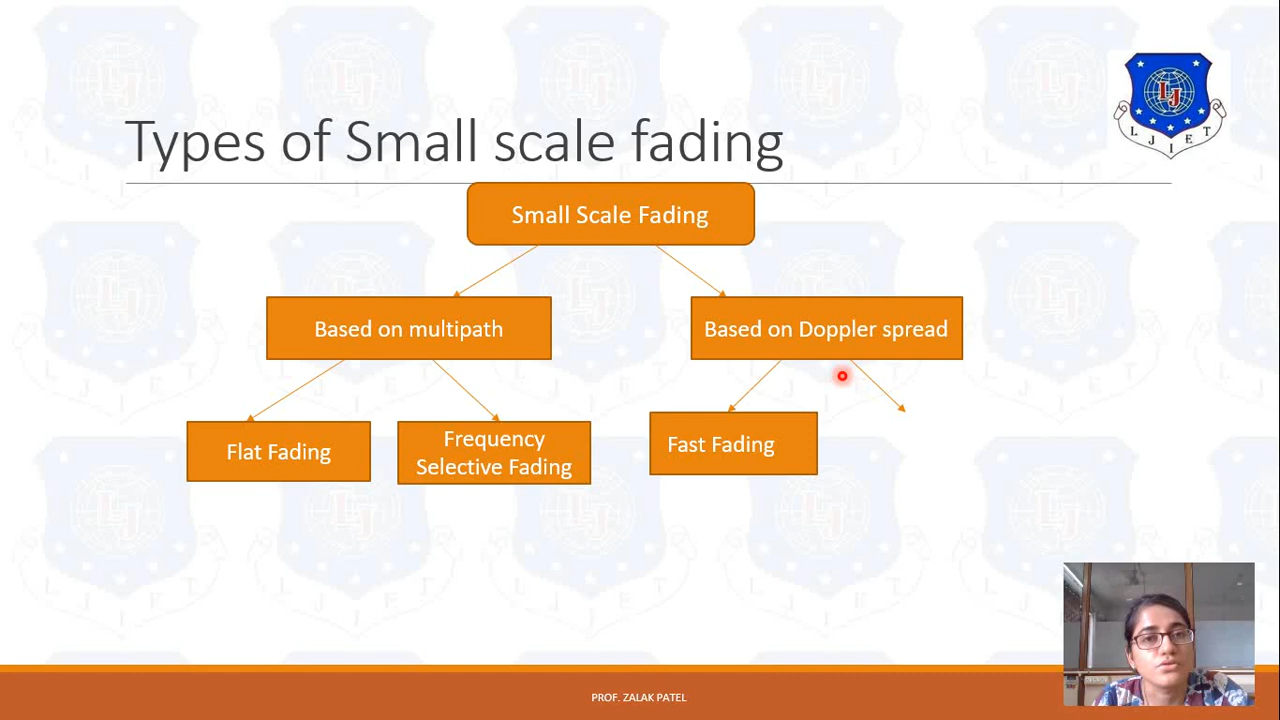 Types of Small scale fading
LJ
L J I E T
Small Scale Fading
Based on multipath
Based on Doppler spread
Flat Fading
Frequency
Selective Fading
Fast Fading
PROF. ZALAK PATEL